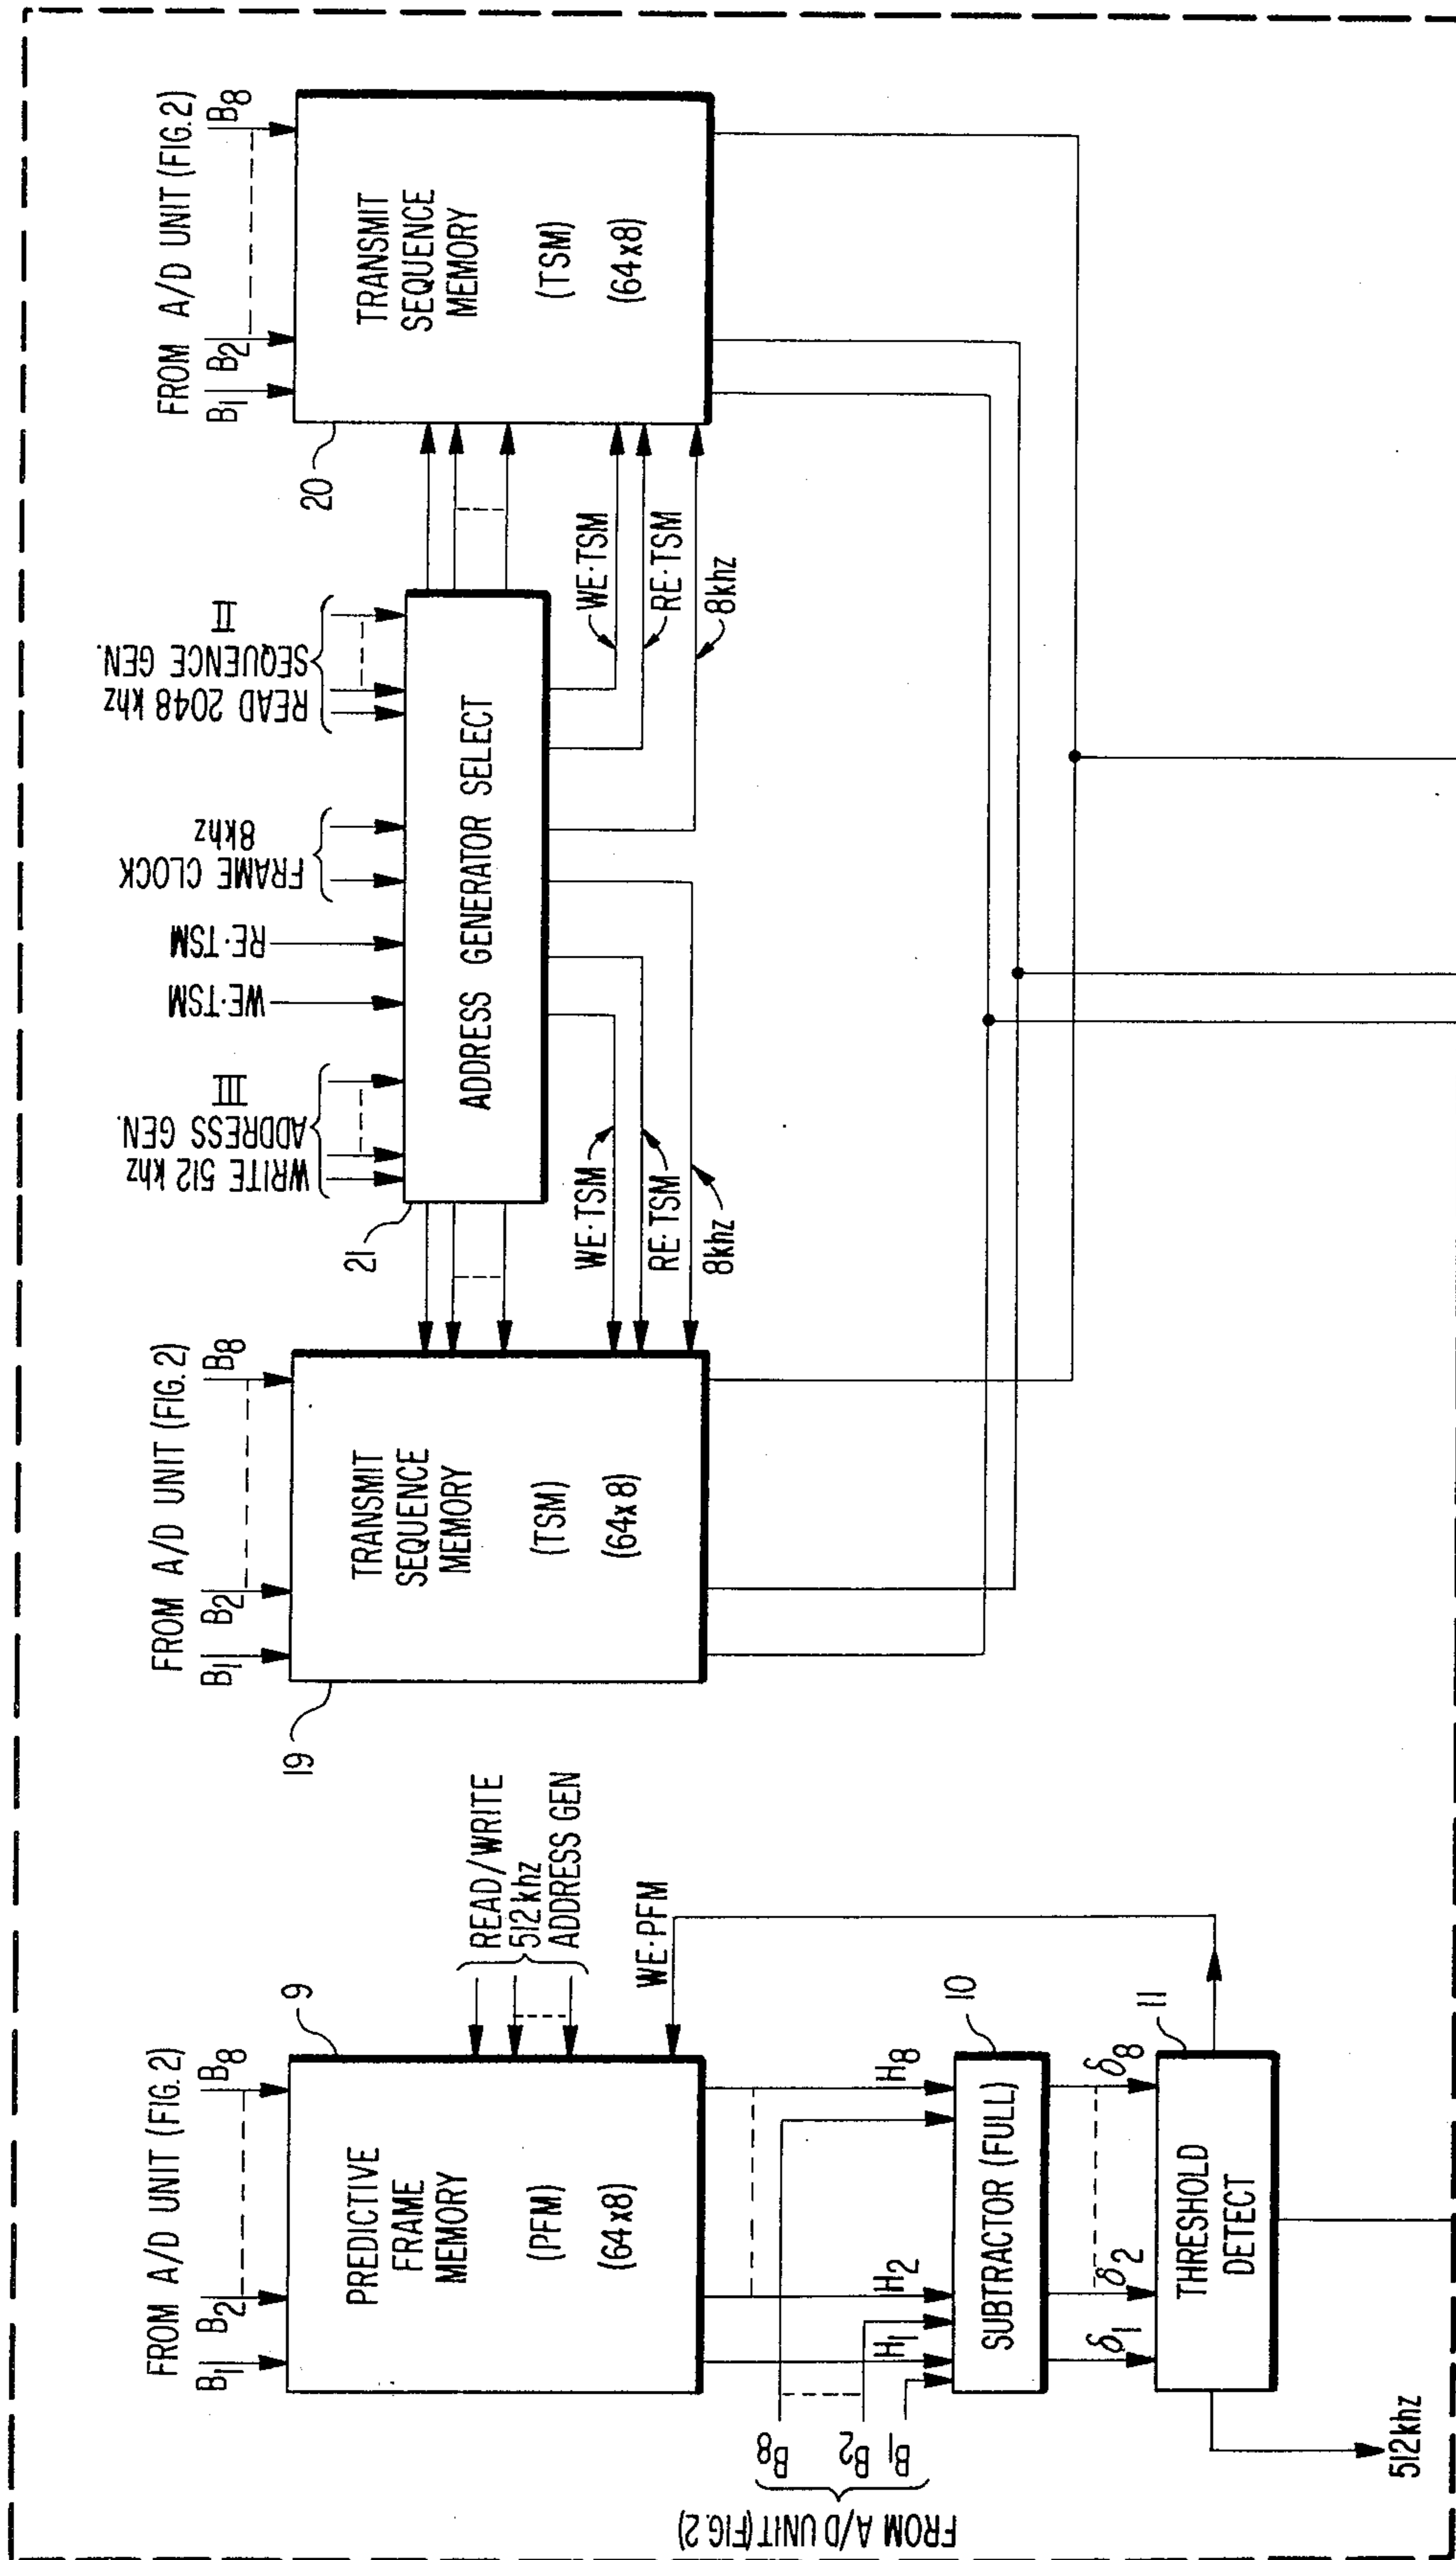 FROM A/D UNIT (FIG. 2)
B1 B2 B8
9
PREDICTIVE
FRAME
MEMORY
(PFM)
(64x8)
READ/WRITE
512 khz
ADDRESS GEN
WE·PFM
H1 H2 H8
FROM A/D UNIT (FIG. 2)
B8
B2
B1
10
SUBTRACTOR (FULL)
δ1 δ2 δ8
11
THRESHOLD
DETECT
512 khz
FROM A/D UNIT (FIG. 2)
B1 B2 B8
19
TRANSMIT
SEQUENCE
MEMORY
(TSM)
(64x8)
WE·TSM
RE·TSM
8khz
21
WRITE 512 khz
ADDRESS GEN.
III
WE·TSM
RE·TSM
FRAME CLOCK
8khz
READ 2048 khz
SEQUENCE GEN.
II
ADDRESS GENERATOR SELECT
WE·TSM
RE·TSM
8khz
FROM A/D UNIT (FIG. 2)
B1 B2 B8
20
TRANSMIT
SEQUENCE
MEMORY
(TSM)
(64x8)